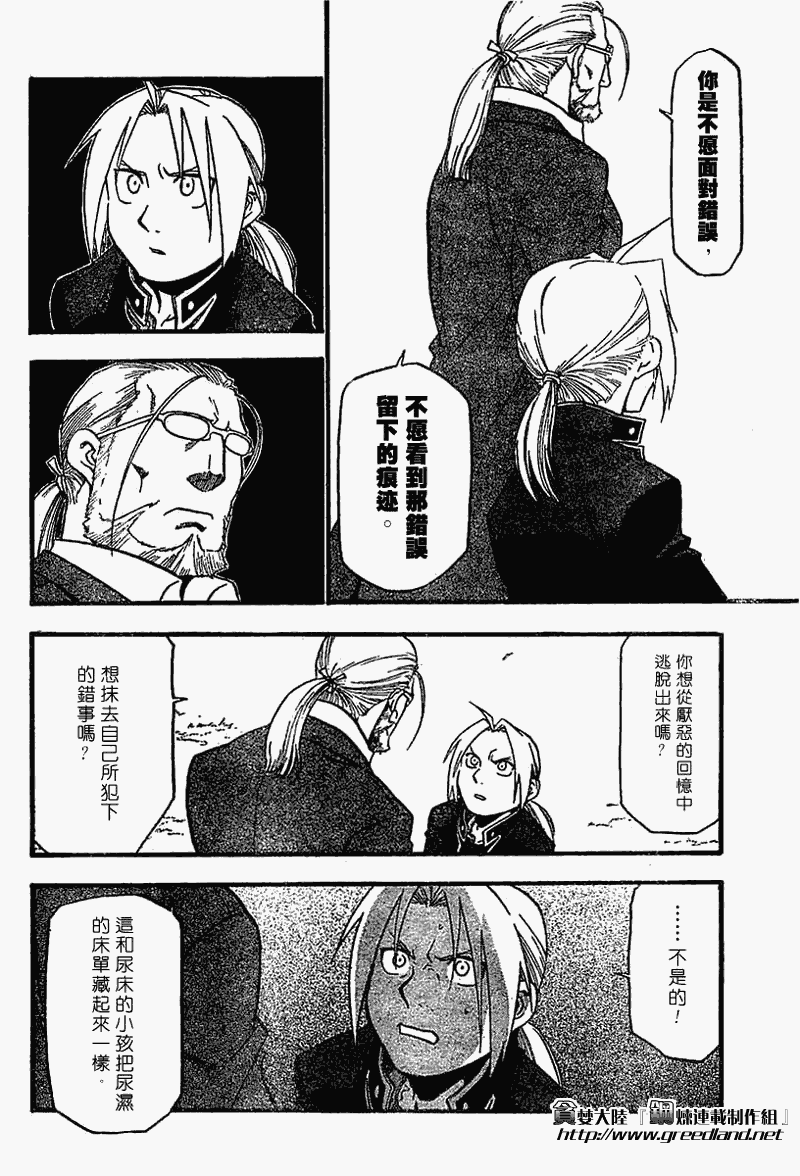 你是不愿面對錯誤，
不愿看到那錯誤
留下的痕迹。
你想從厭惡的回憶中
逃脫出來嗎？
想抹去自己所犯下
的錯事嗎？
……不是的！
這和尿床的小孩把尿濕
的床單藏起來一樣。
貪婪大陸『鋼煉連載制作組』
http://www.greedland.net